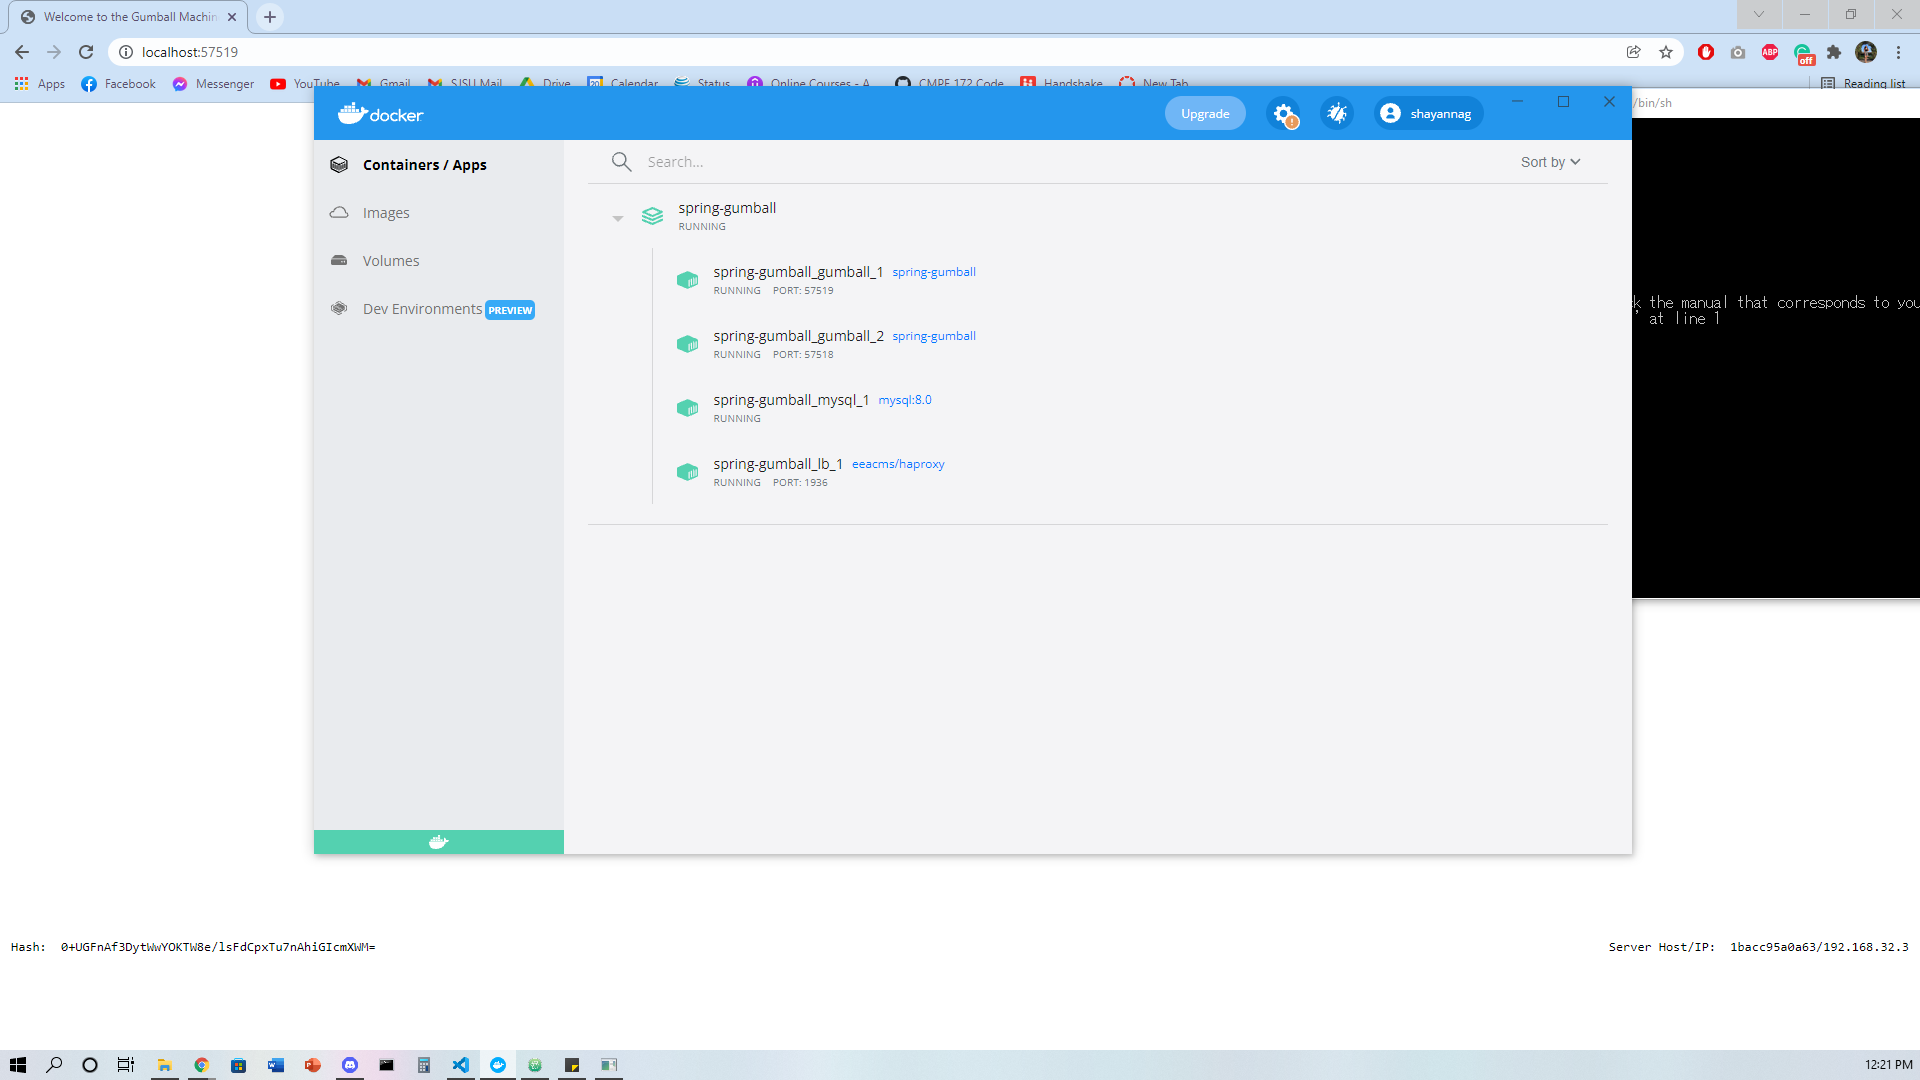 Welcome to the Gumball Machin
localhost:57519
ABP
off
Apps
Facebook
Messenger
YouTube
Gmail
SJSU Mail
Drive
Calendar
Status
Online Courses - A
CMPE 172 Code
Handshake
New Tab
Reading list
docker
Upgrade
shayannag
/bin/sh
Containers / Apps
Images
Volumes
Dev Environments PREVIEW
Search...
Sort by
spring-gumball
RUNNING
spring-gumball_gumball_1 spring-gumball
RUNNING PORT: 57519
spring-gumball_gumball_2 spring-gumball
RUNNING PORT: 57518
spring-gumball_mysql_1 mysql:8.0
RUNNING
spring-gumball_lb_1 eeacms/haproxy
RUNNING PORT: 1936
k the manual that corresponds to you
' at line 1
Hash: 0+UGFnAf3DytWwYOKTW8e/lsFdCpxTu7nAhiGIcmXWM=
Server Host/IP: 1bacc95a0a63/192.168.32.3
12:21 PM